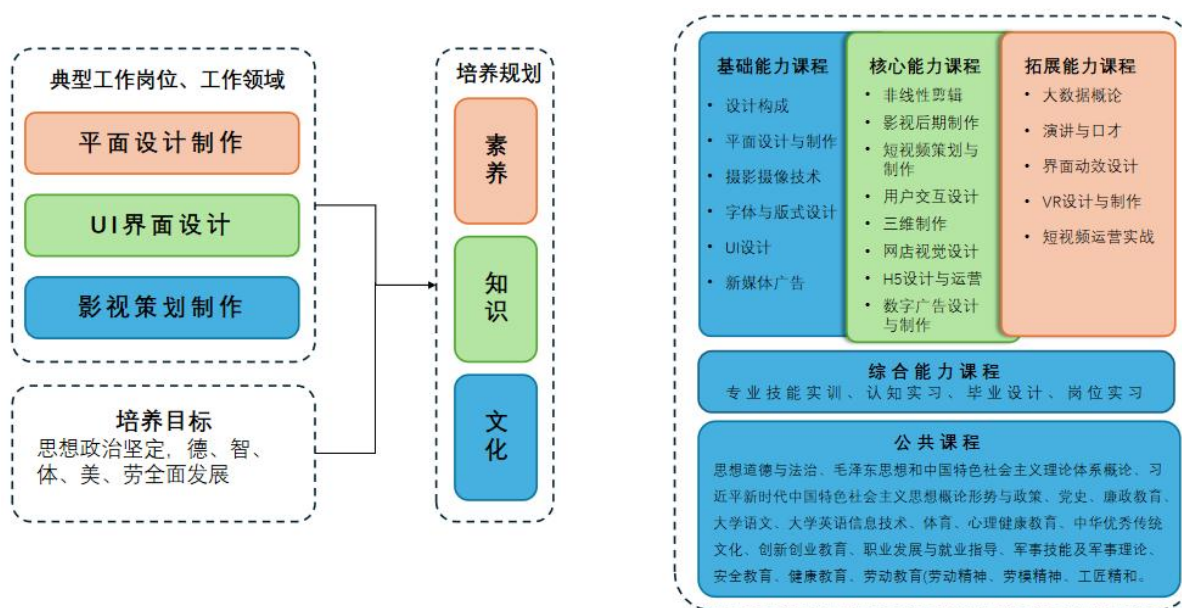 典型工作岗位、工作领域
平面设计制作
UI界面设计
影视策划制作
培养目标
思想政治坚定，德、智、
体、美、劳全面发展
培养规划
素
养
知
识
文
化
基础能力课程
• 设计构成
• 平面设计与制作
• 摄影摄像技术
• 字体与版式设计
• UI设计
• 新媒体广告
核心能力课程
• 非线性剪辑
• 影视后期制作
• 短视频策划与
制作
• 用户交互设计
• 三维制作
• 网店视觉设计
• H5设计与运营
• 数字广告设计
与制作
拓展能力课程
• 大数据概论
• 演讲与口才
• 界面动效设计
• VR设计与制作
• 短视频运营实战
综合能力课程
专业技能实训、认知实习、毕业设计、岗位实习
公共课程
思想道德与法治、毛泽东思想和中国特色社会主义理论体系概论、习
近平新时代中国特色社会主义思想概论形势与政策、党史、廉政教育、
大学语文、大学英语信息技术、体育、心理健康教育、中华优秀传统
文化、创新创业教育、职业发展与就业指导、军事技能及军事理论、
安全教育、健康教育、劳动教育(劳动精神、劳模精神、工匠精和。